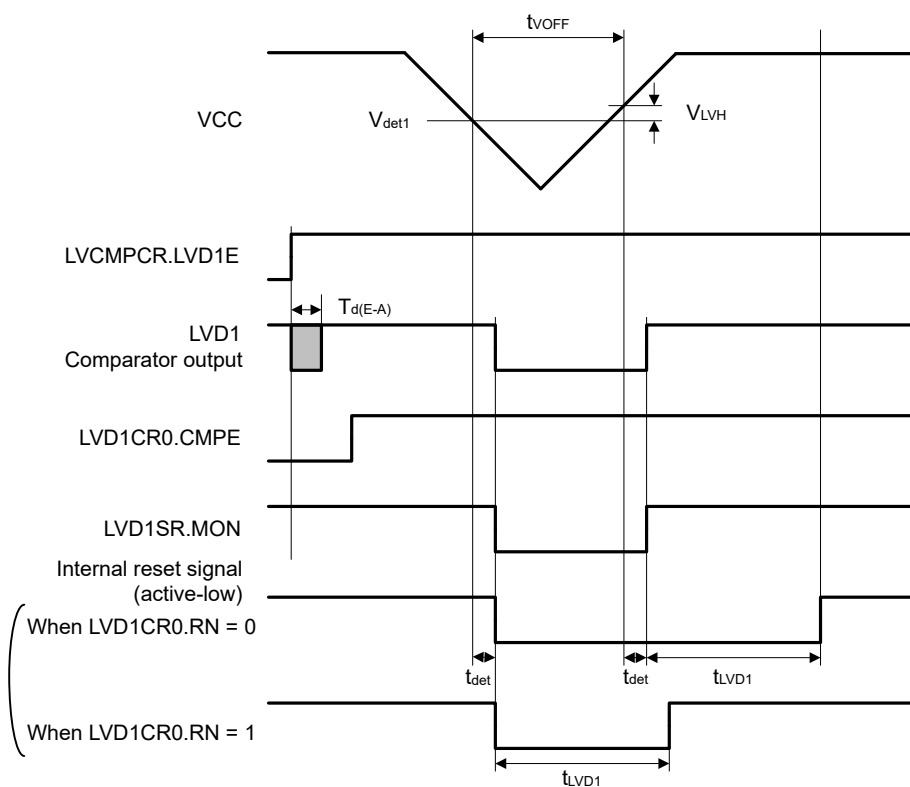 tVOFF
VCC
Vdet1
VLVH
LVCMPCR.LVD1E
Td(E-A)
LVD1
Comparator output
LVD1CR0.CMPE
LVD1SR.MON
Internal reset signal
(active-low)
When LVD1CR0.RN = 0
tdet
tdet
tLVD1
When LVD1CR0.RN = 1
tLVD1